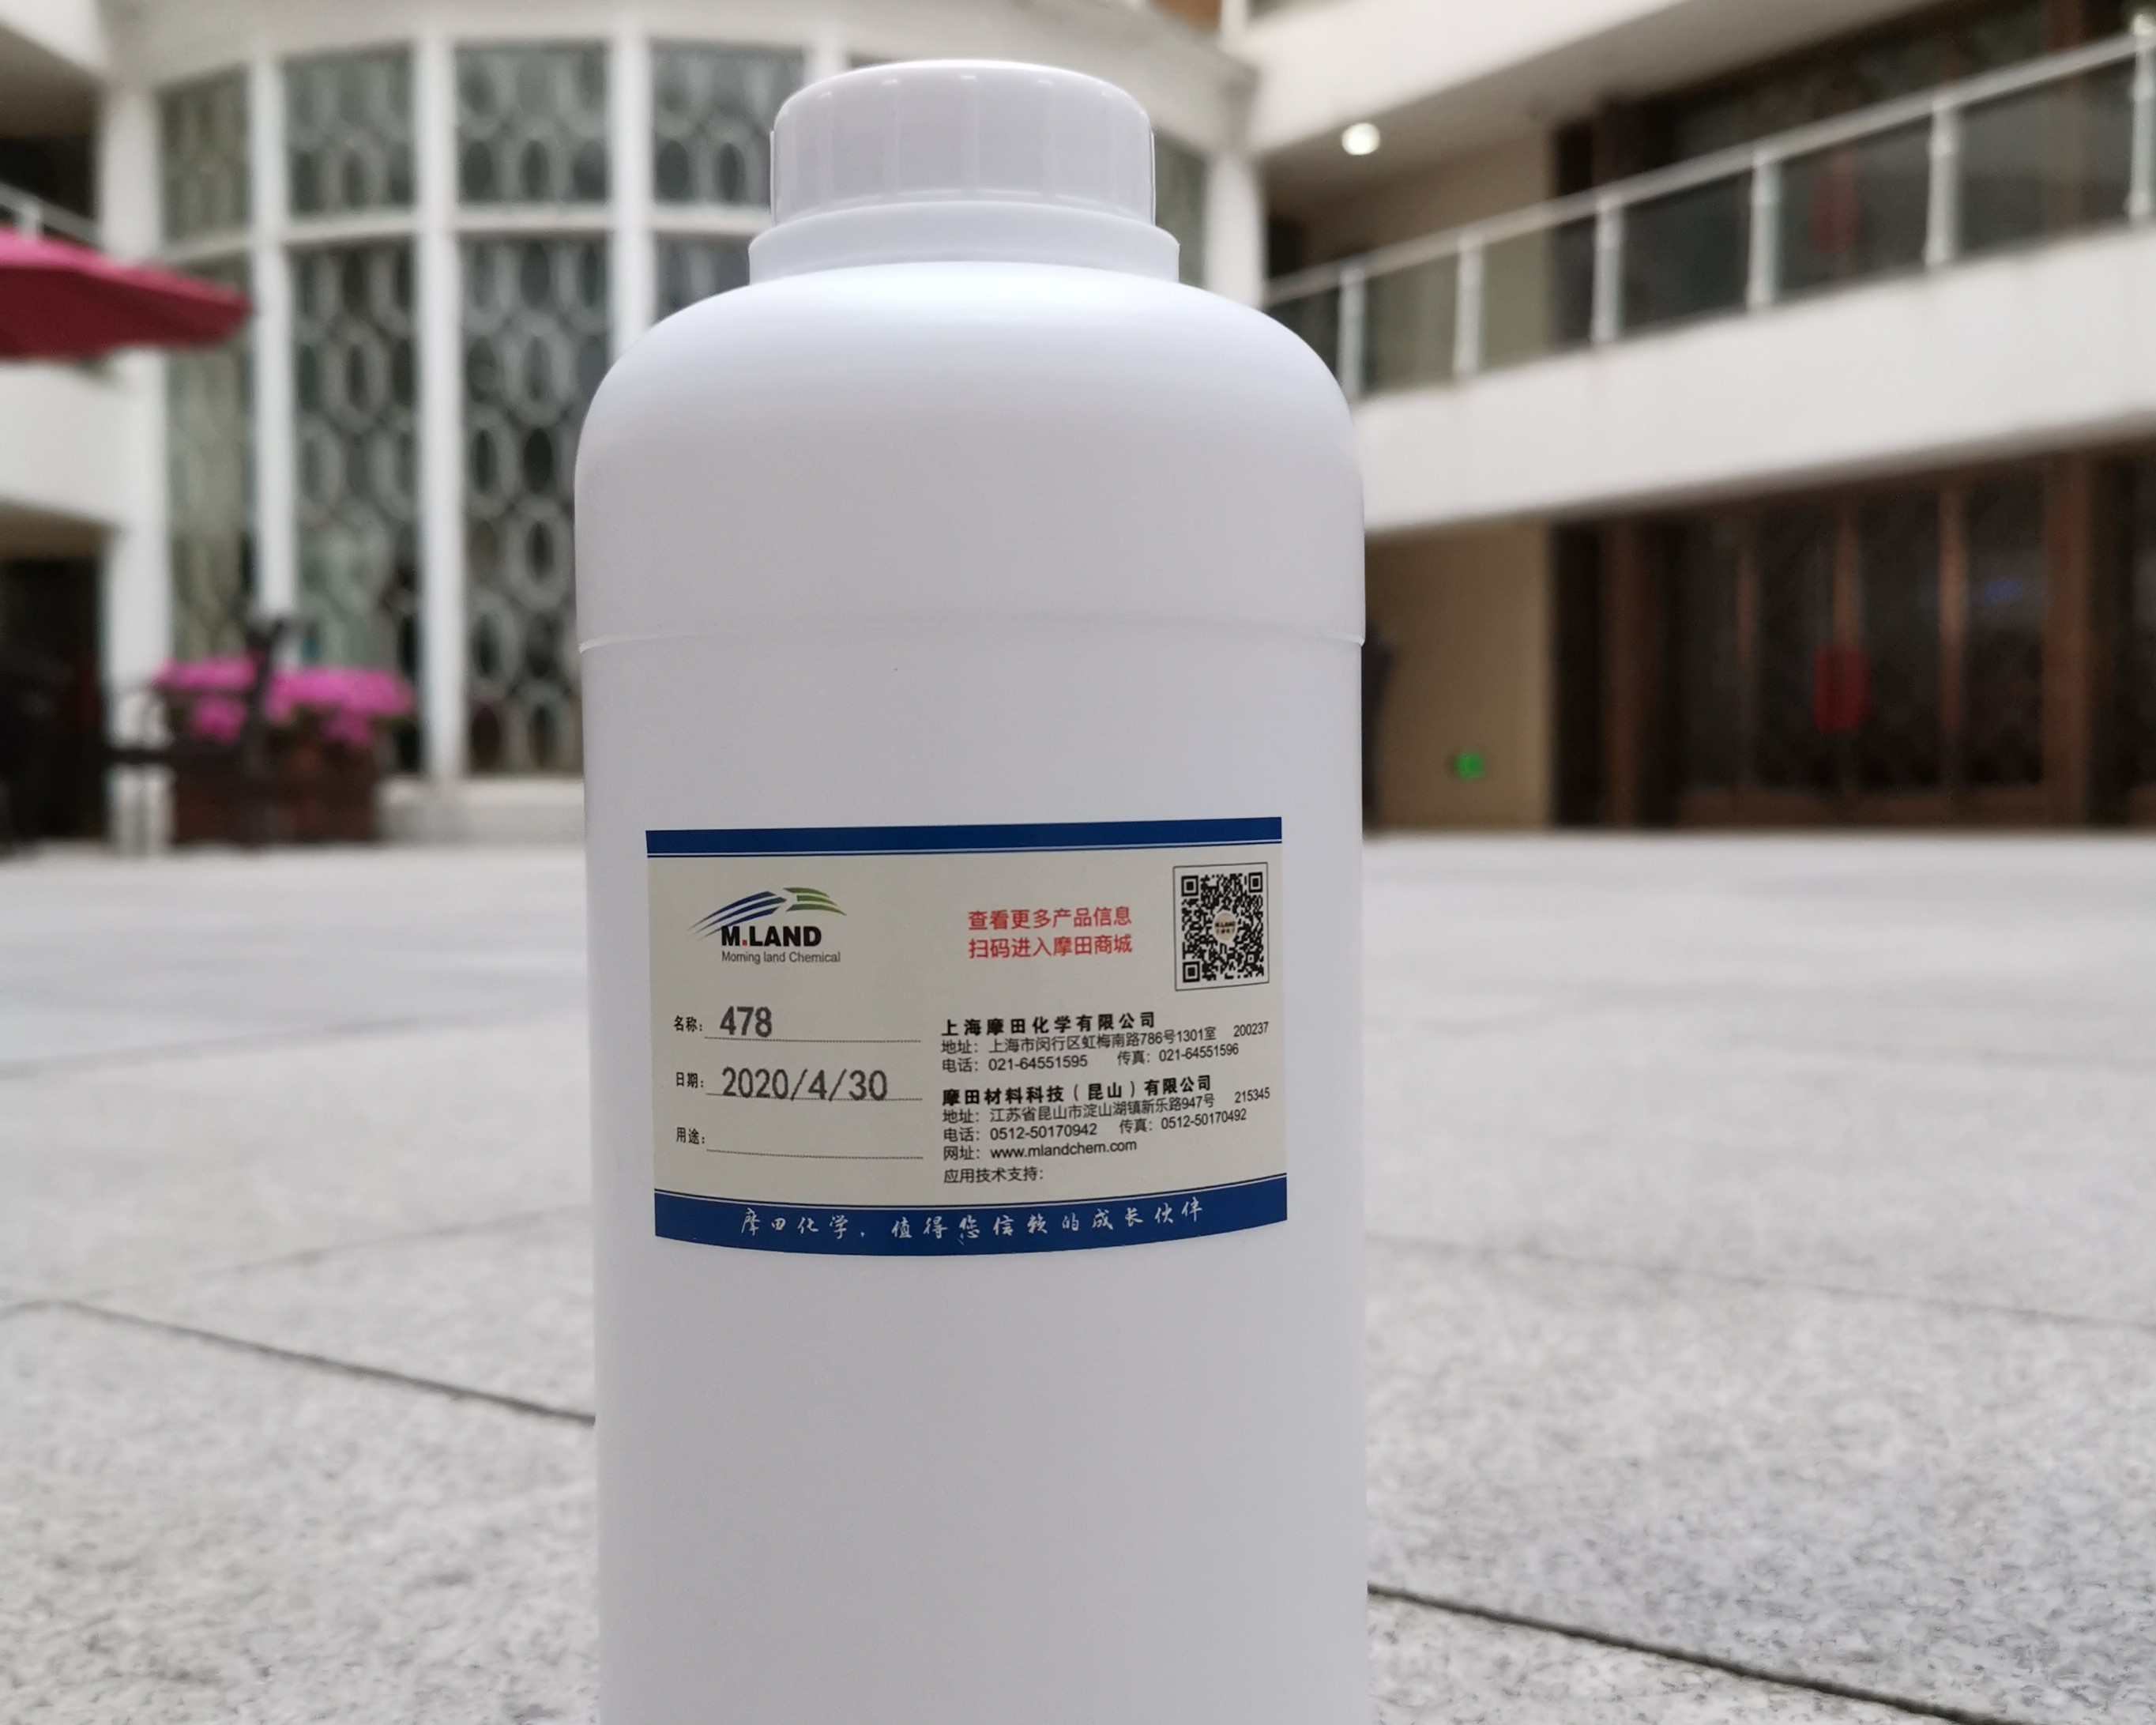 M.LAND
Morning land Chemical
查看更多产品信息
扫码进入摩田商城
名称: 478
日期: 2020/4/30
用途:
上海摩田化学有限公司
地址: 上海市闵行区虹梅南路786号1301室 200237
电话: 021-64551595 传真: 021-64551596
摩田材料科技（昆山）有限公司
地址: 江苏省昆山市淀山湖镇新乐路947号 215345
电话: 0512-50170942 传真: 0512-50170492
网址: www.mlandchem.com
应用技术支持:
摩田化学, 值得您信赖的成长伙伴